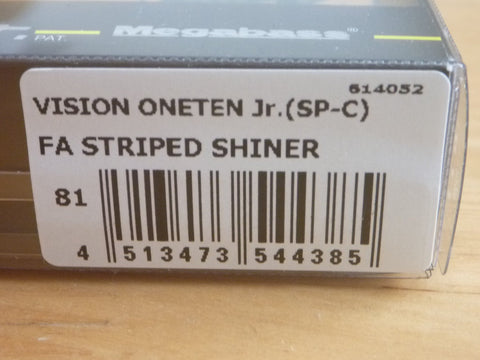 PAT.
Megabass®
614052
VISION ONETEN Jr.(SP-C)
FA STRIPED SHINER
81
4 513473 544385